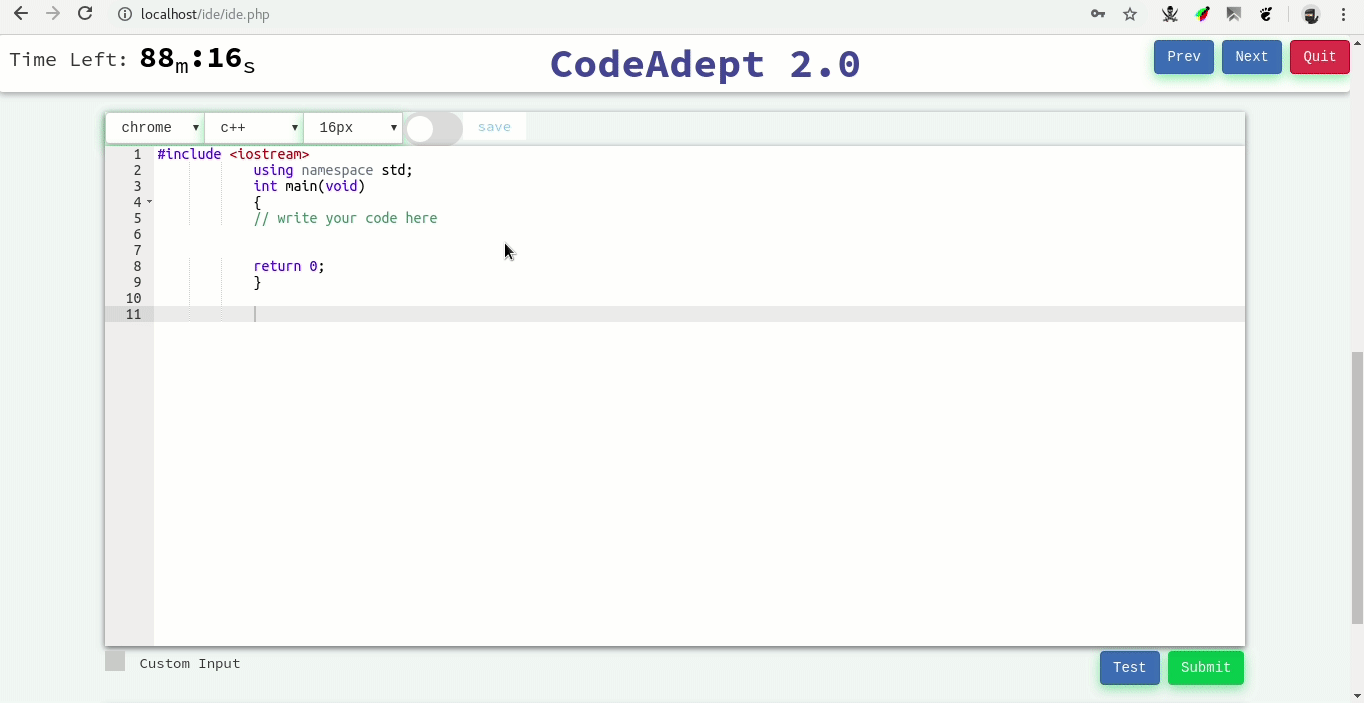 localhost/ide/ide.php
Time Left: 88m:16s
CodeAdept 2.0
Prev Next Quit
chrome c++ 16px save
1 #include <iostream>
2 using namespace std;
3 int main(void)
4 {
5 // write your code here
6
7
8 return 0;
9 }
10
11
Custom Input
Test Submit